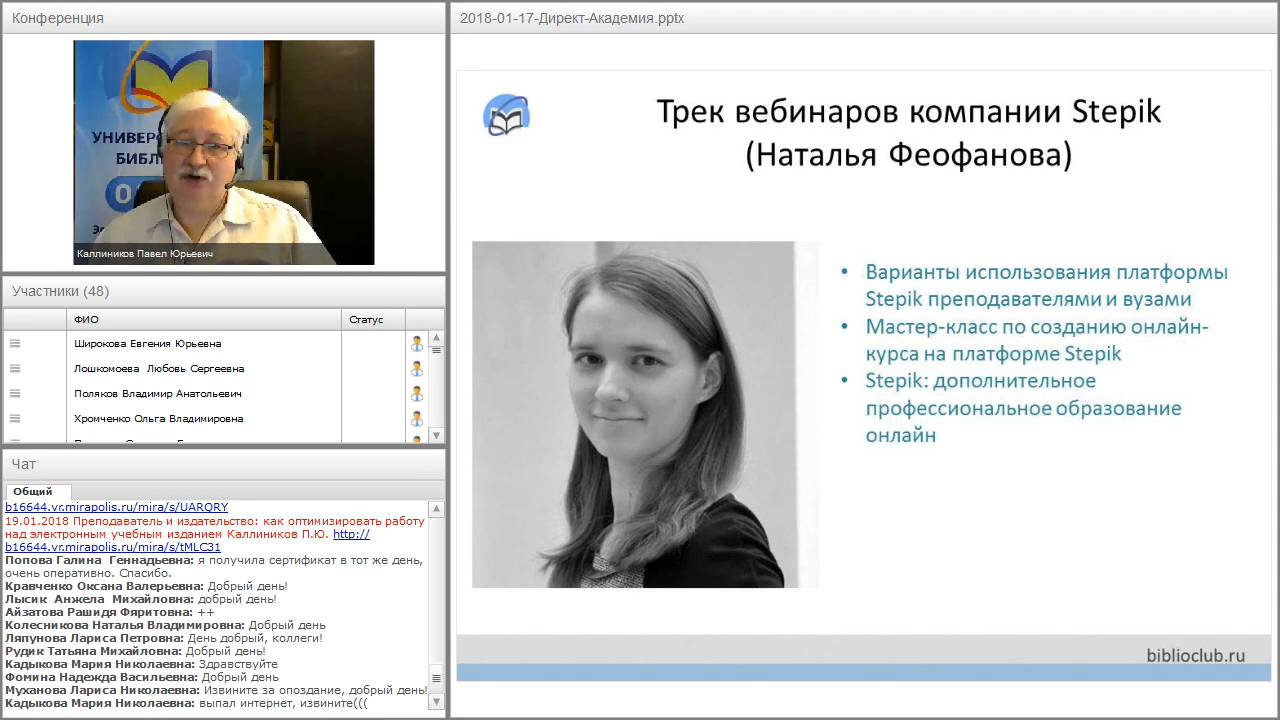 Конференция
УНИВЕР
БИБЛ
Каллиников Павел Юрьевич
Участники (48)
ФИО
Статус
Широкова Евгения Юрьевна
Лошкомоева Любовь Сергеевна
Поляков Владимир Анатольевич
Хромченко Ольга Владимировна
Чат
Общий
b16644.vr.mirapolis.ru/mira/s/UARQRY
19.01.2018 Преподаватель и издательство: как оптимизировать работу
над электронным учебным изданием Каллиников П.Ю. http://
b16644.vr.mirapolis.ru/mira/s/tMLC31
Попова Галина Геннадьевна: я получила сертификат в тот же день,
очень оперативно. Спасибо.
Кравченко Оксана Валерьевна: Добрый день!
Лысик Анжела Михайловна: добрый день!
Айзатова Рашидя Фяритовна: ++
Колесникова Наталья Владимировна: Добрый день
Ляпунова Лариса Петровна: День добрый, коллеги!
Рудик Татьяна Михайловна: Добрый день!
Кадыкова Мария Николаевна: Здравствуйте
Фомина Надежда Васильевна: Добрый день
Муханова Лариса Николаевна: Извините за опоздание, добрый день!
Кадыкова Мария Николаевна: выпал интернет, извините(((
2018-01-17-Директ-Академия.pptx
Трек вебинаров компании Stepik
(Наталья Феофанова)
• Варианты использования платформы
Stepik преподавателями и вузами
• Мастер-класс по созданию онлайн-
курса на платформе Stepik
• Stepik: дополнительное
профессиональное образование
онлайн
biblioclub.ru